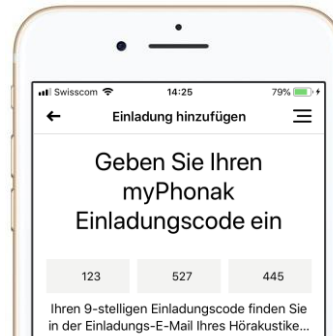 Swisscom 14:25 79%
Einladung hinzufügen
Geben Sie Ihren
myPhonak
Einladungscode ein
123 527 445
Ihren 9-stelligen Einladungscode finden Sie
in der Einladungs-E-Mail Ihres Hörakustike...